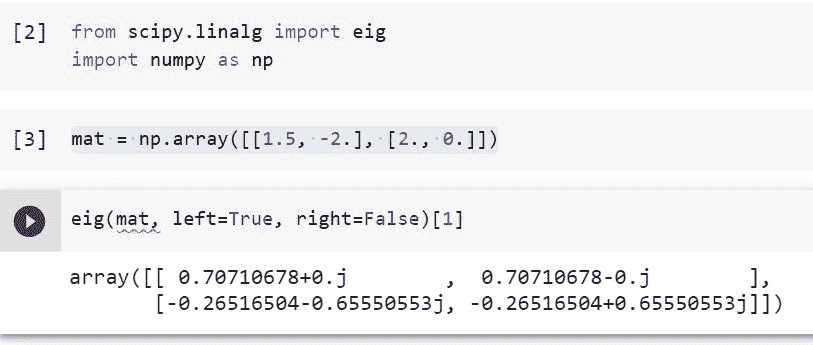 [2] from scipy.linalg import eig
import numpy as np
[3] mat = np.array([[1.5, -2.], [2., 0.]])
eig(mat, left=True, right=False)[1]
array([[ 0.70710678+0.j        ,  0.70710678-0.j        ],
       [-0.26516504-0.65550553j, -0.26516504+0.65550553j]])